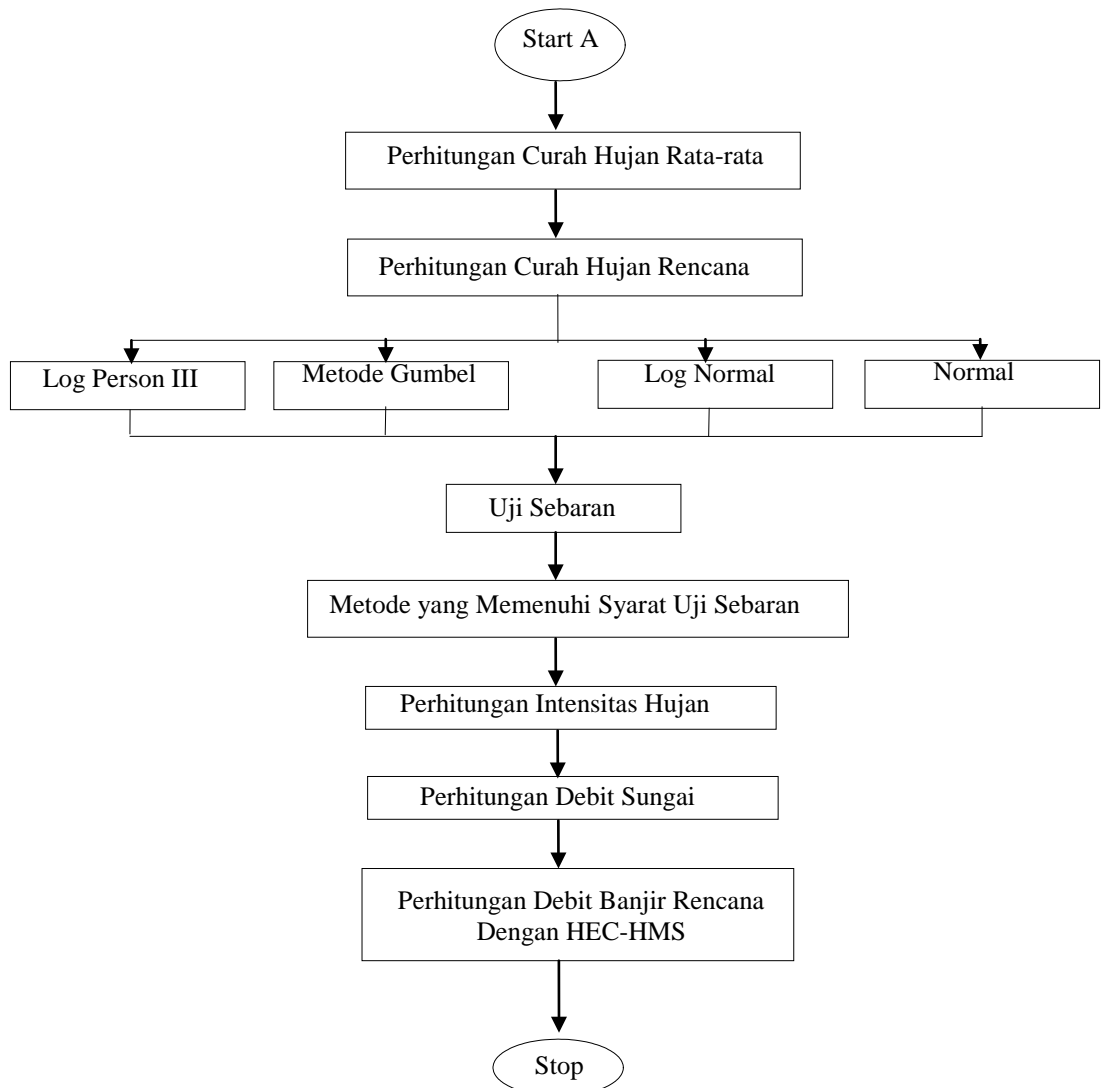 Start A
Perhitungan Curah Hujan Rata-rata
Perhitungan Curah Hujan Rencana
Log Person III
Metode Gumbel
Log Normal
Normal
Uji Sebaran
Metode yang Memenuhi Syarat Uji Sebaran
Perhitungan Intensitas Hujan
Perhitungan Debit Sungai
Perhitungan Debit Banjir Rencana
Dengan HEC-HMS
Stop